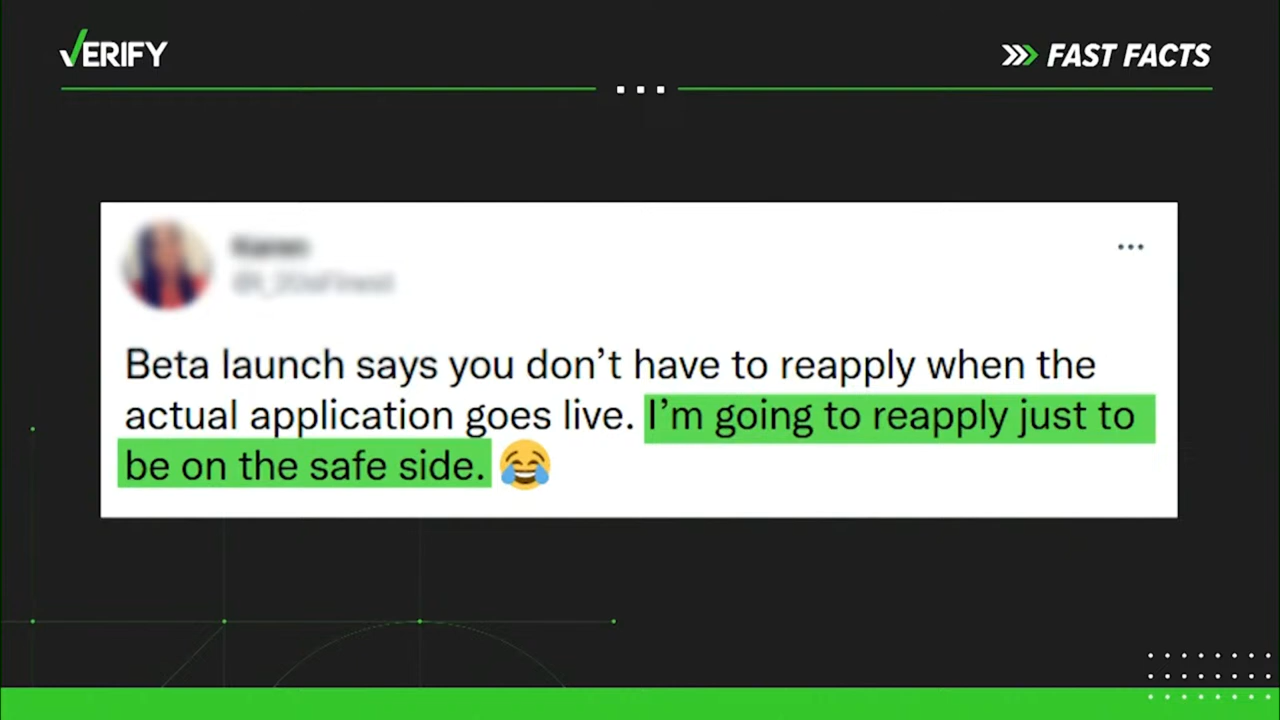 VERIFY
FAST FACTS
Beta launch says you don’t have to reapply when the
actual application goes live. I’m going to reapply just to
be on the safe side. 😂